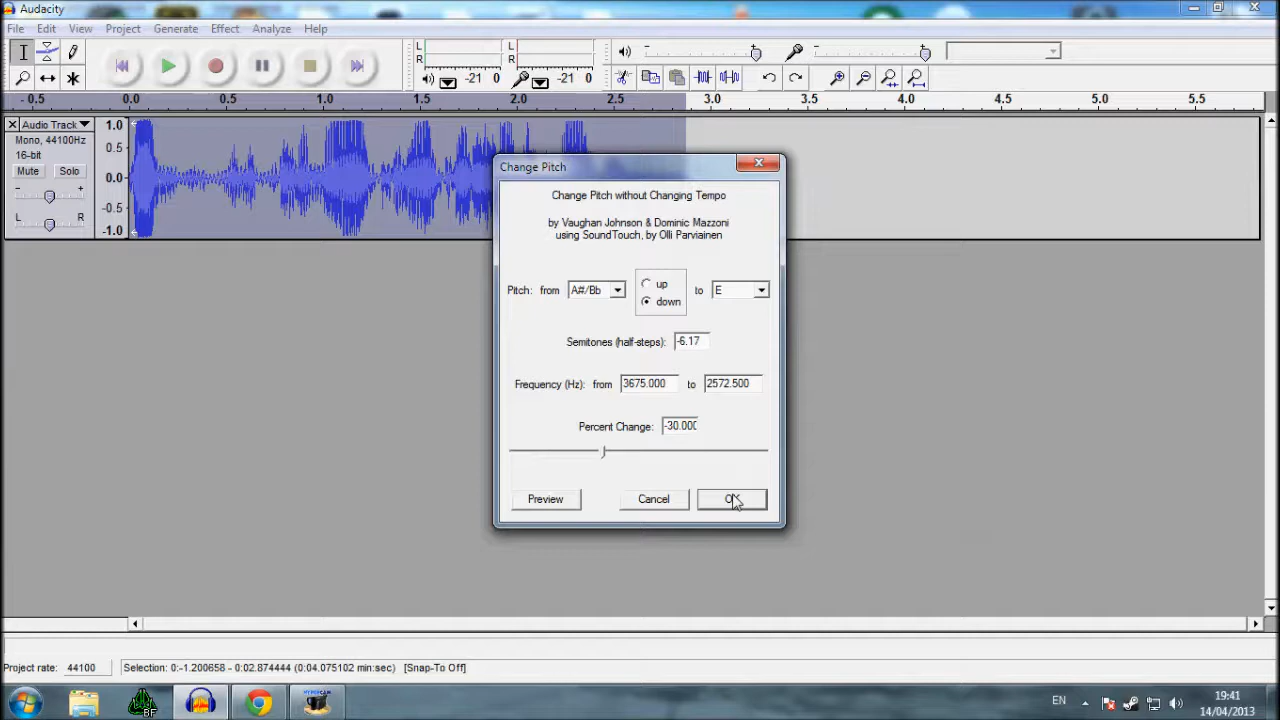 Audacity
File Edit View Project Generate Effect Analyze Help
L R -21 0 L R -21 0
- + - +
- 0.5 0.0 0.5 1.0 1.5 2.0 2.5 3.0 3.5 4.0 4.5 5.0 5.5
Audio Track
Mono, 44100Hz
16-bit
Mute Solo
- +
L R
1.0
0.5
0.0
-0.5
-1.0
Change Pitch
Change Pitch without Changing Tempo
by Vaughan Johnson & Dominic Mazzoni
using SoundTouch, by Olli Parviainen
Pitch: from A#/Bb up down to E
Semitones (half-steps): -6.17
Frequency (Hz): from 3675.000 to 2572.500
Percent Change: -30.000
Preview Cancel OK
Project rate: 44100 Selection: 0:-1.200658 - 0:02.874444 (0:04.075102 min:sec) [Snap-To Off]
BF
HYPERCAM
EN
19:41
14/04/2013